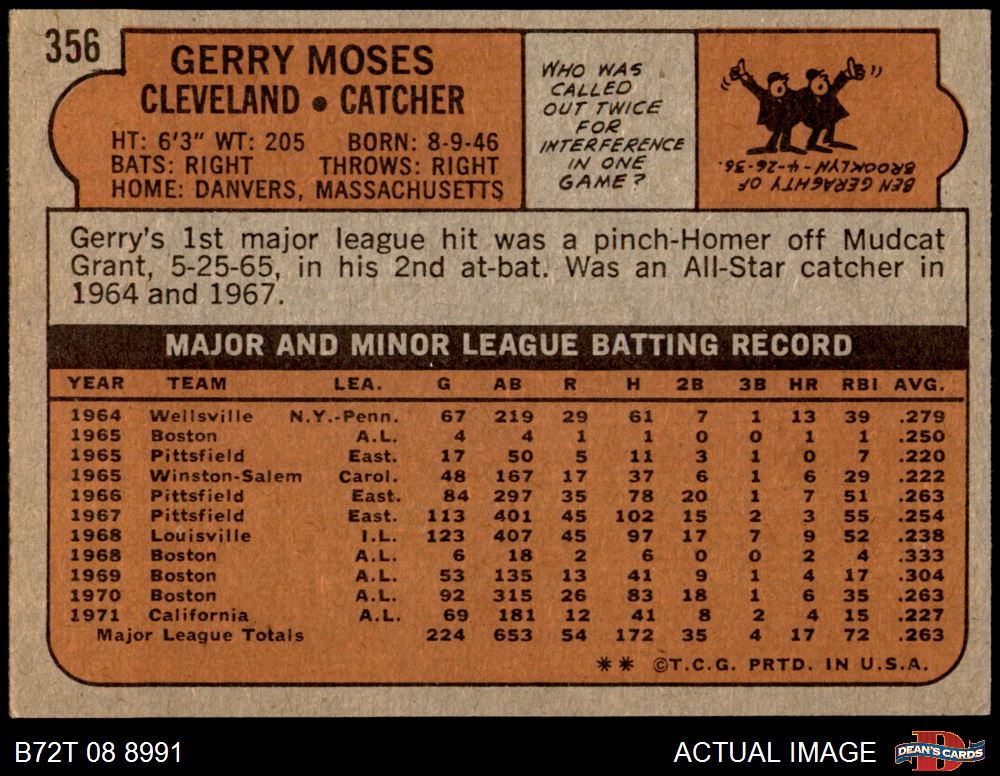 356
GERRY MOSES
CLEVELAND • CATCHER
HT: 6'3" WT: 205 BORN: 8-9-46
BATS: RIGHT THROWS: RIGHT
HOME: DANVERS, MASSACHUSETTS
WHO WAS
CALLED
OUT TWICE
FOR
INTERFERENCE
IN ONE
GAME?
BEN GERAGHTY OF
BROOKLYN - 4-26-36.
Gerry's 1st major league hit was a pinch-Homer off Mudcat
Grant, 5-25-65, in his 2nd at-bat. Was an All-Star catcher in
1964 and 1967.
MAJOR AND MINOR LEAGUE BATTING RECORD
YEAR TEAM LEA. G AB R H 2B 3B HR RBI AVG.
1964 Wellsville N.Y.-Penn. 67 219 29 61 7 1 13 39 .279
1965 Boston A.L. 4 4 1 1 0 0 1 1 .250
1965 Pittsfield East. 17 50 5 11 3 1 0 7 .220
1965 Winston-Salem Carol. 48 167 17 37 6 1 6 29 .222
1966 Pittsfield East. 84 297 35 78 20 1 7 51 .263
1967 Pittsfield East. 113 401 45 102 15 2 3 55 .254
1968 Louisville I.L. 123 407 45 97 17 7 9 52 .238
1968 Boston A.L. 6 18 2 6 0 0 2 4 .333
1969 Boston A.L. 53 135 13 41 9 1 4 17 .304
1970 Boston A.L. 92 315 26 83 18 1 6 35 .263
1971 California A.L. 69 181 12 41 8 2 4 15 .227
Major League Totals 224 653 54 172 35 4 17 72 .263
** ©T.C.G. PRTD. IN U.S.A.
B72T 08 8991
ACTUAL IMAGE
D
DEAN'S CARDS